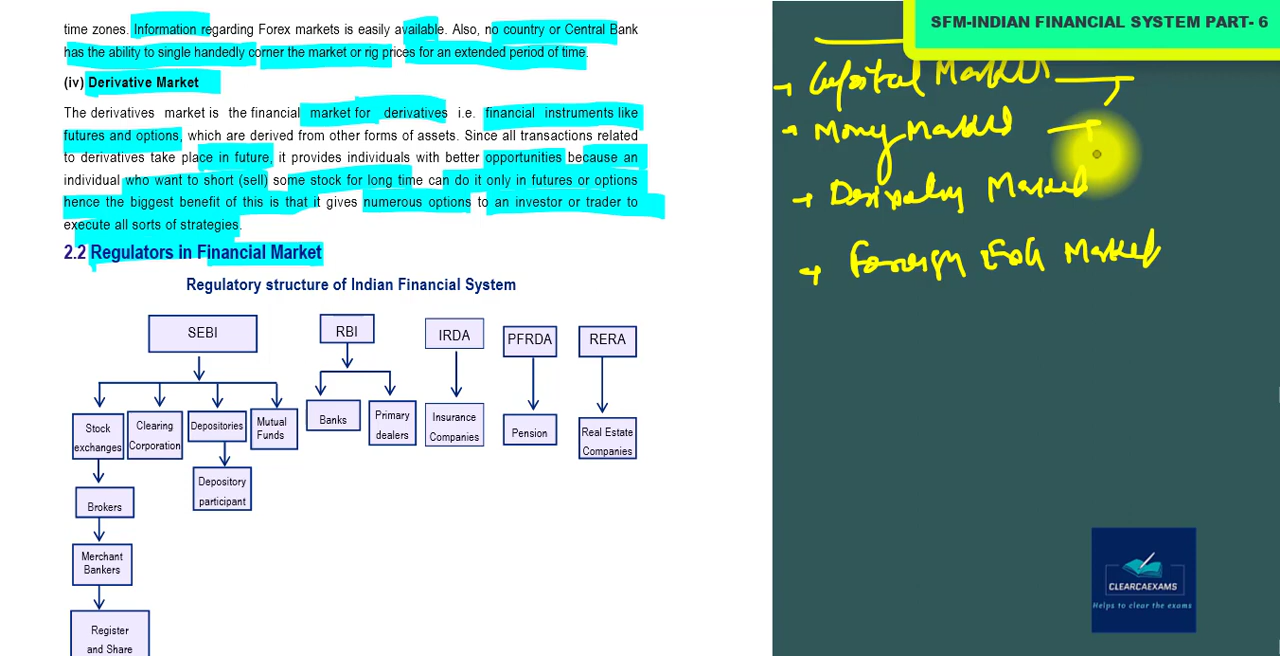 time zones. Information regarding Forex markets is easily available. Also, no country or Central Bank
has the ability to single handedly corner the market or rig prices for an extended period of time.
(iv) Derivative Market
The derivatives market is the financial market for derivatives i.e. financial instruments like
futures and options, which are derived from other forms of assets. Since all transactions related
to derivatives take place in future, it provides individuals with better opportunities because an
individual who want to short (sell) some stock for long time can do it only in futures or options
hence the biggest benefit of this is that it gives numerous options to an investor or trader to
execute all sorts of strategies.
2.2 Regulators in Financial Market
Regulatory structure of Indian Financial System
SEBI
RBI
IRDA
PFRDA
RERA
Stock
exchanges
Clearing
Corporation
Depositories
Mutual
Funds
Banks
Primary
dealers
Insurance
Companies
Pension
Real Estate
Companies
Depository
participant
Brokers
Merchant
Bankers
Register
and Share
SFM-INDIAN FINANCIAL SYSTEM PART- 6
Capital Market
Money Market
Market
Foreign Market
CLEARCAEXAMS
Helps to clear the exams